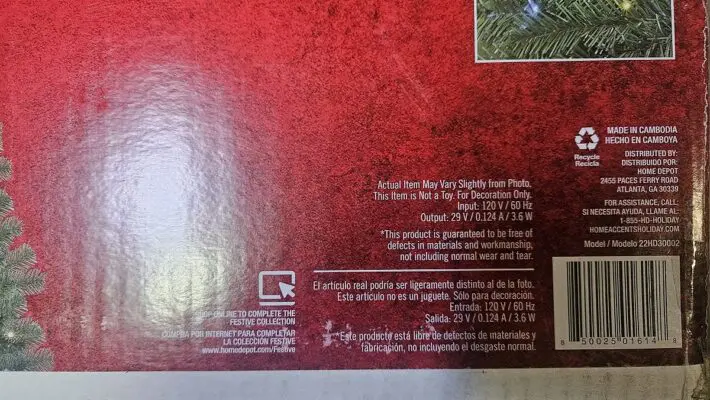 Actual Item May Vary Slightly from Photo.
This Item is Not a Toy. For Decoration Only.
Input: 120 V / 60 Hz
Output: 29 V / 0.124 A / 3.6 W
*This product is guaranteed to be free of
defects in materials and workmanship,
not including normal wear and tear.
El artículo real podría ser ligeramente distinto al de la foto.
Este artículo no es un juguete. Sólo para decoración.
Entrada: 120 V / 60 Hz
Salida: 29 V / 0.124 A / 3.6 W
*Este producto está libre de defectos de materiales y
fabricación, no incluyendo el desgaste normal.
SHOP ONLINE TO COMPLETE THE
FESTIVE COLLECTION
COMPRA POR INTERNET PARA COMPLETAR
LA COLECCIÓN FESTIVE
www.homedepot.com/Festive
Recycle
Recicla
MADE IN CAMBODIA
HECHO EN CAMBOYA
DISTRIBUTED BY:
DISTRIBUIDO POR:
HOME DEPOT
2455 PACES FERRY ROAD
ATLANTA, GA 30339
FOR ASSISTANCE, CALL:
SI NECESITA AYUDA, LLAME AL:
1-855-HD-HOLIDAY
HOMEACCENTSHOLIDAY.COM
Model / Modelo 22HD30002
8 50025 01614 8